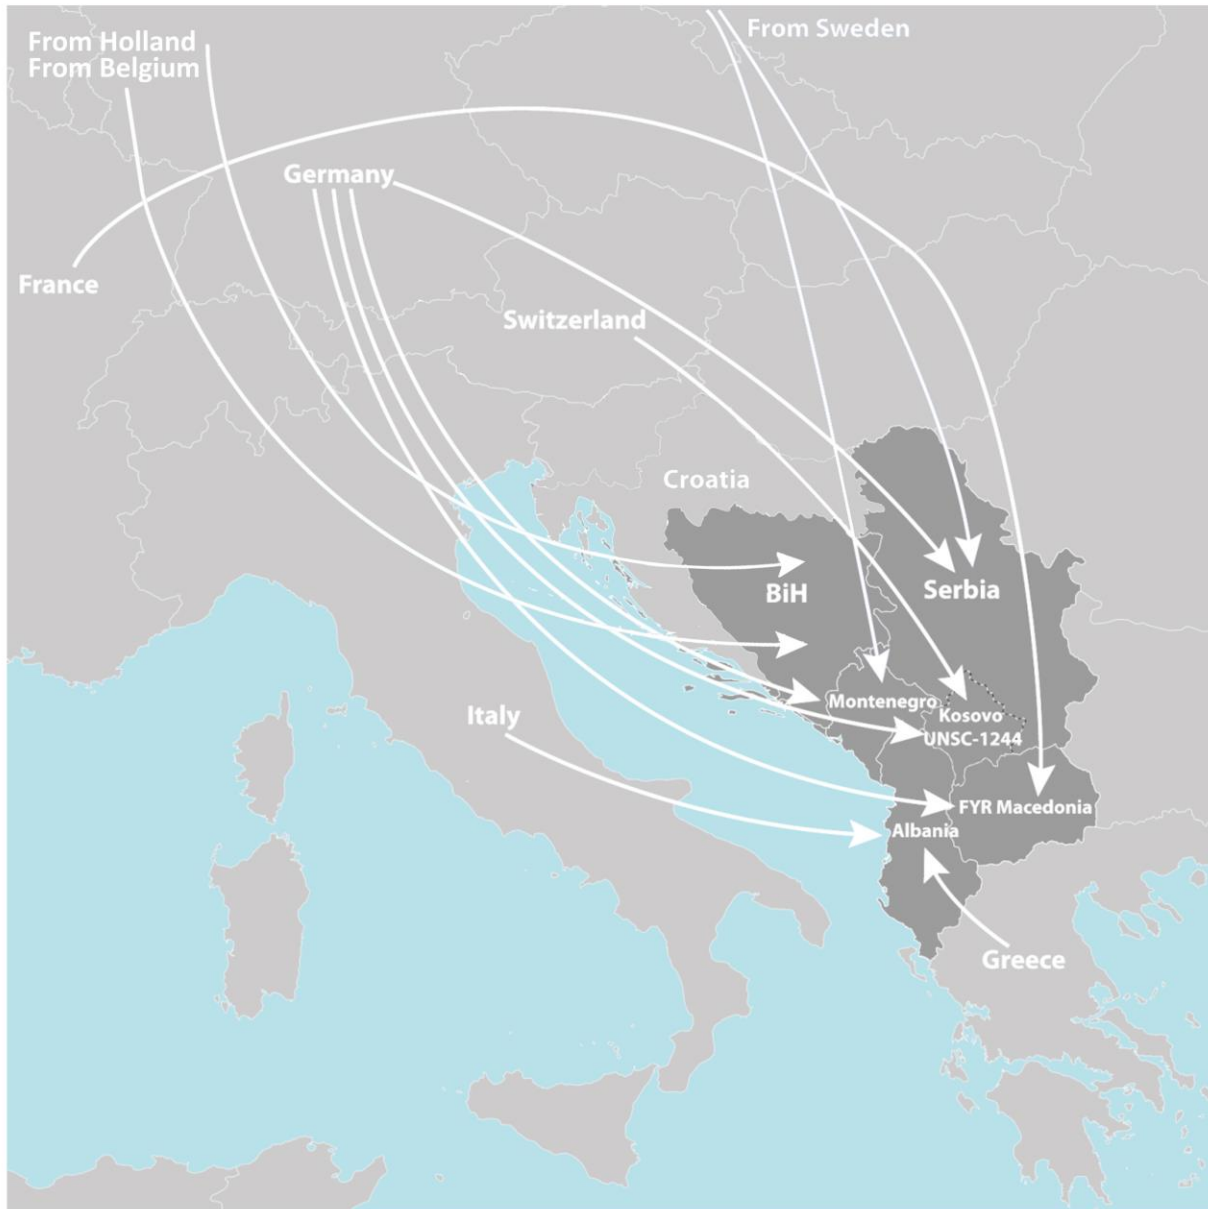 From Holland
From Belgium
From Sweden
Germany
France
Switzerland
Croatia
BiH
Serbia
Montenegro
Kosovo
UNSC-1244
Italy
FYR Macedonia
Albania
Greece